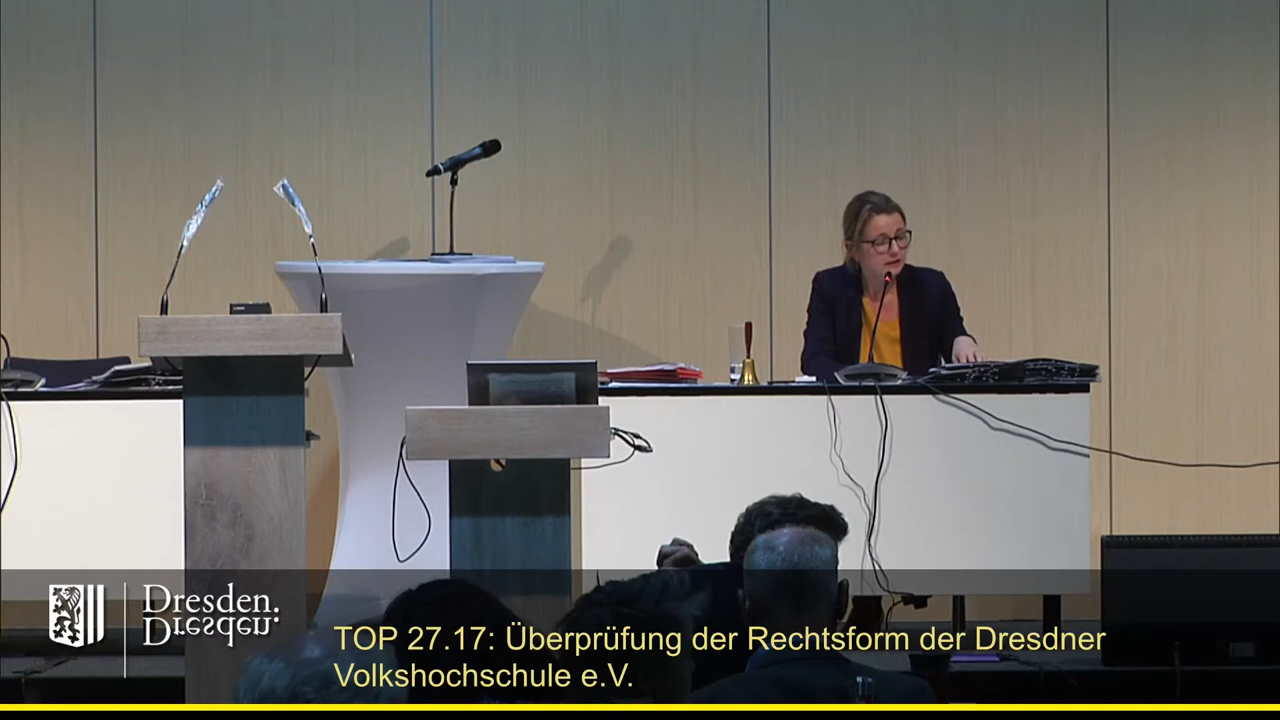 Dresden.
Dresden.
TOP 27.17: Überprüfung der Rechtsform der Dresdner
Volkshochschule e.V.